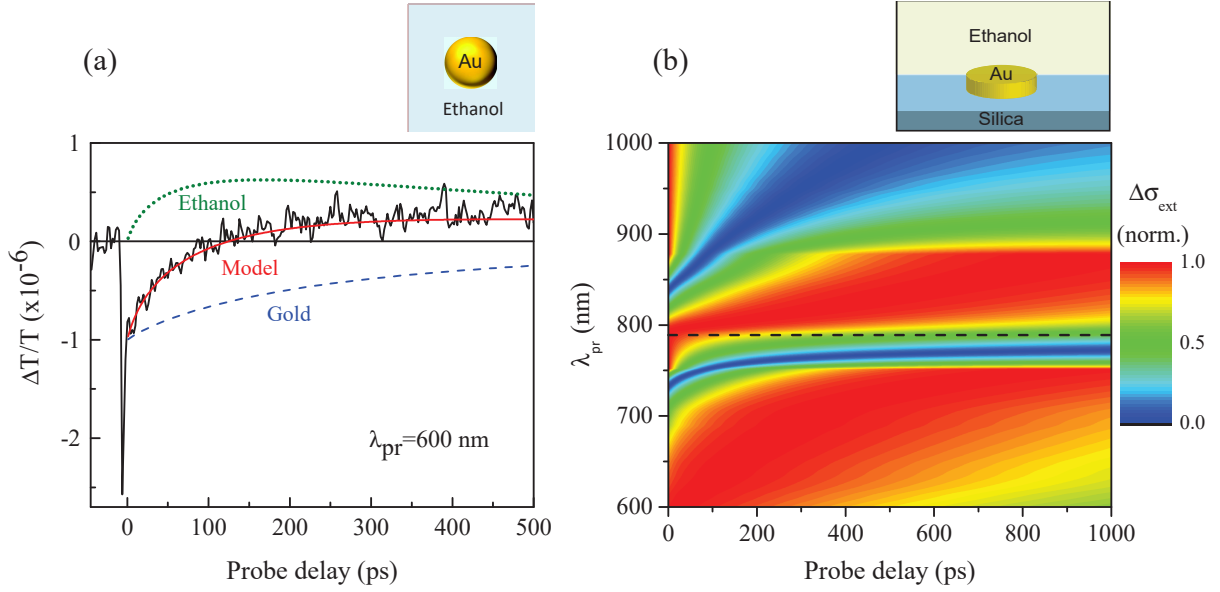 (a)
Au
Ethanol
1
0
-1
-2
ΔT/T (x10⁻⁶)
Ethanol
Model
Gold
λpr=600 nm
0 100 200 300 400 500
Probe delay (ps)
(b)
Ethanol
Au
Silica
1000
900
800
700
600
λpr (nm)
0 200 400 600 800 1000
Probe delay (ps)
Δσext
(norm.)
1.0
0.5
0.0